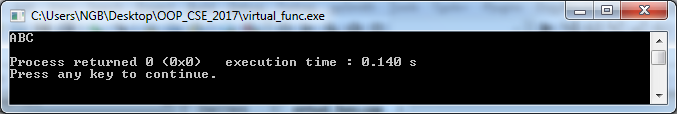 C:\Users\NGB\Desktop\OOP_CSE_2017\virtual_func.exe
ABC
Process returned 0 (0x0)   execution time : 0.140 s
Press any key to continue.